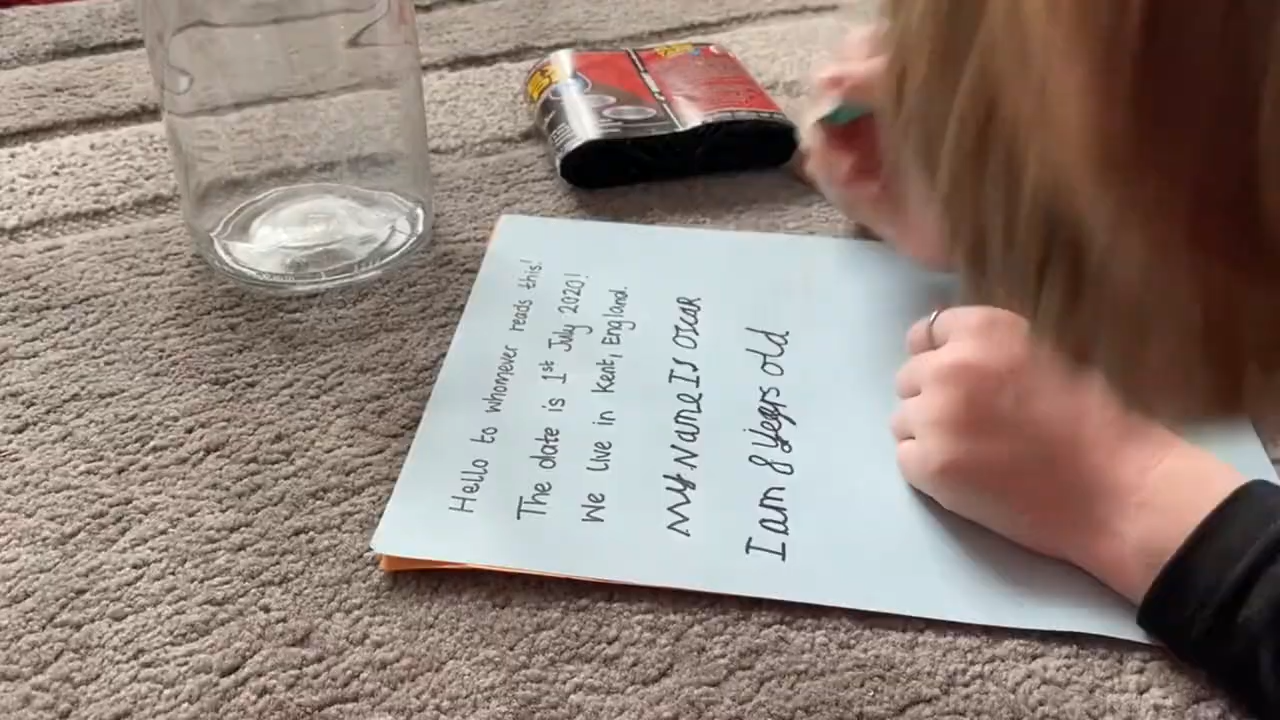 Hello to whomever reads this!
The date is 1st July 2020!
We live in Kent, England.
my Name Is oscar
I am 8 years old